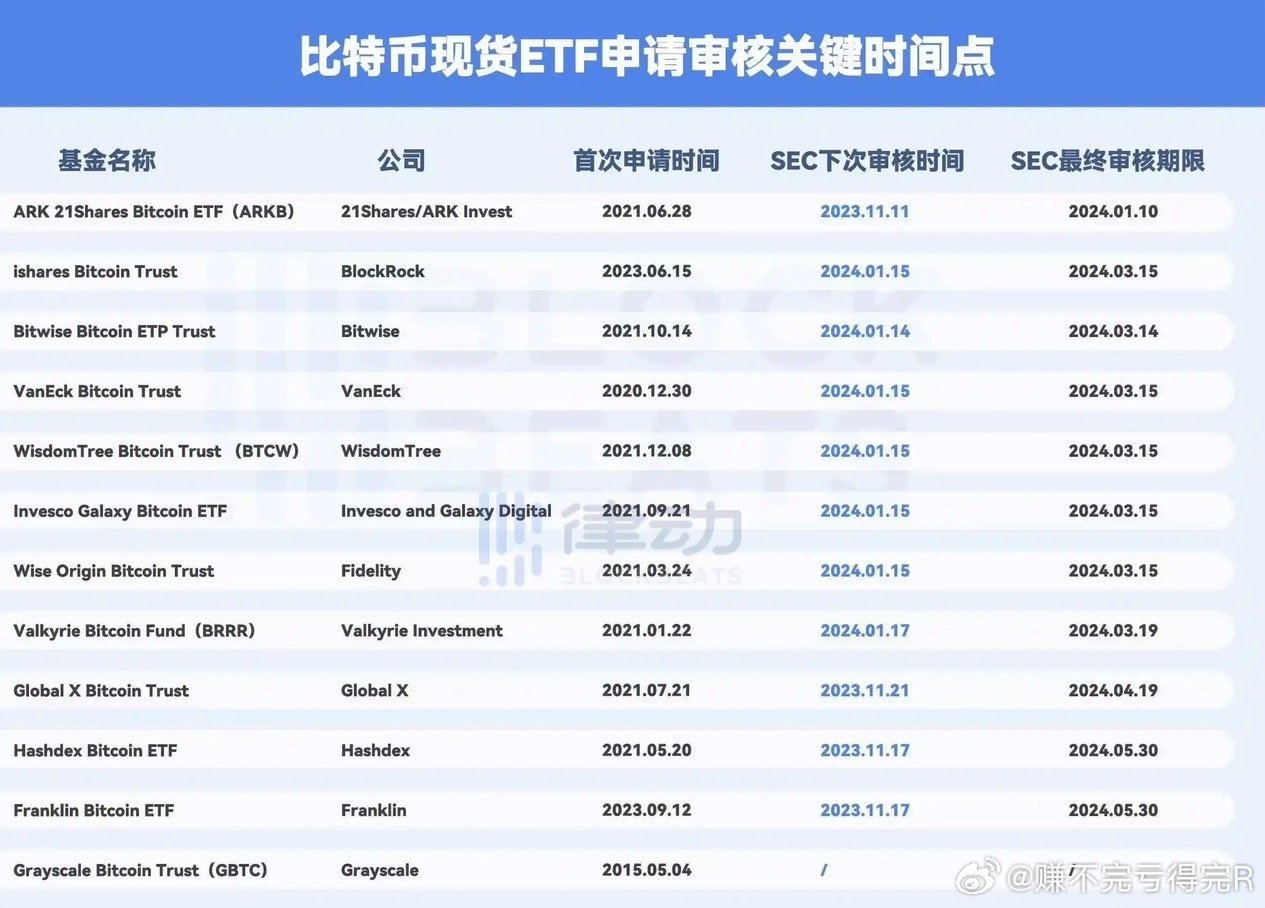 比特币现货ETF申请审核关键时间点
基金名称 公司 首次申请时间 SEC下次审核时间 SEC最终审核期限
ARK 21Shares Bitcoin ETF（ARKB） 21Shares/ARK Invest 2021.06.28 2023.11.11 2024.01.10
ishares Bitcoin Trust BlockRock 2023.06.15 2024.01.15 2024.03.15
Bitwise Bitcoin ETP Trust Bitwise 2021.10.14 2024.01.14 2024.03.14
VanEck Bitcoin Trust VanEck 2020.12.30 2024.01.15 2024.03.15
WisdomTree Bitcoin Trust （BTCW） WisdomTree 2021.12.08 2024.01.15 2024.03.15
Invesco Galaxy Bitcoin ETF Invesco and Galaxy Digital 2021.09.21 2024.01.15 2024.03.15
Wise Origin Bitcoin Trust Fidelity 2021.03.24 2024.01.15 2024.03.15
Valkyrie Bitcoin Fund（BRRR） Valkyrie Investment 2021.01.22 2024.01.17 2024.03.19
Global X Bitcoin Trust Global X 2021.07.21 2023.11.21 2024.04.19
Hashdex Bitcoin ETF Hashdex 2021.05.20 2023.11.17 2024.05.30
Franklin Bitcoin ETF Franklin 2023.09.12 2023.11.17 2024.05.30
Grayscale Bitcoin Trust（GBTC） Grayscale 2015.05.04 / /
BLOCK
BEATS
律动
BLOCKBEATS
@赚不完亏得完R